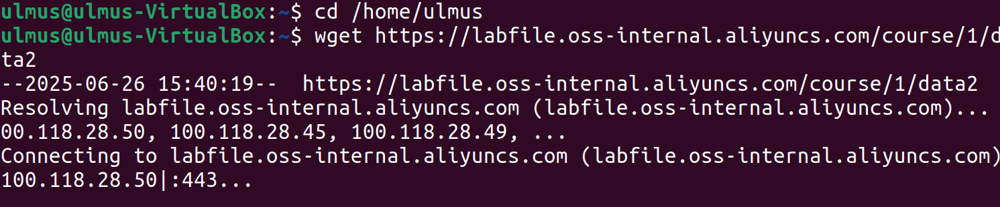 ulmus@ulmus-VirtualBox:~$ cd /home/ulmus
ulmus@ulmus-VirtualBox:~$ wget https://labfile.oss-internal.aliyuncs.com/course/1/d
ta2
--2025-06-26 15:40:19--  https://labfile.oss-internal.aliyuncs.com/course/1/data2
Resolving labfile.oss-internal.aliyuncs.com (labfile.oss-internal.aliyuncs.com)...
00.118.28.50, 100.118.28.45, 100.118.28.49, ...
Connecting to labfile.oss-internal.aliyuncs.com (labfile.oss-internal.aliyuncs.com)
100.118.28.50|:443...